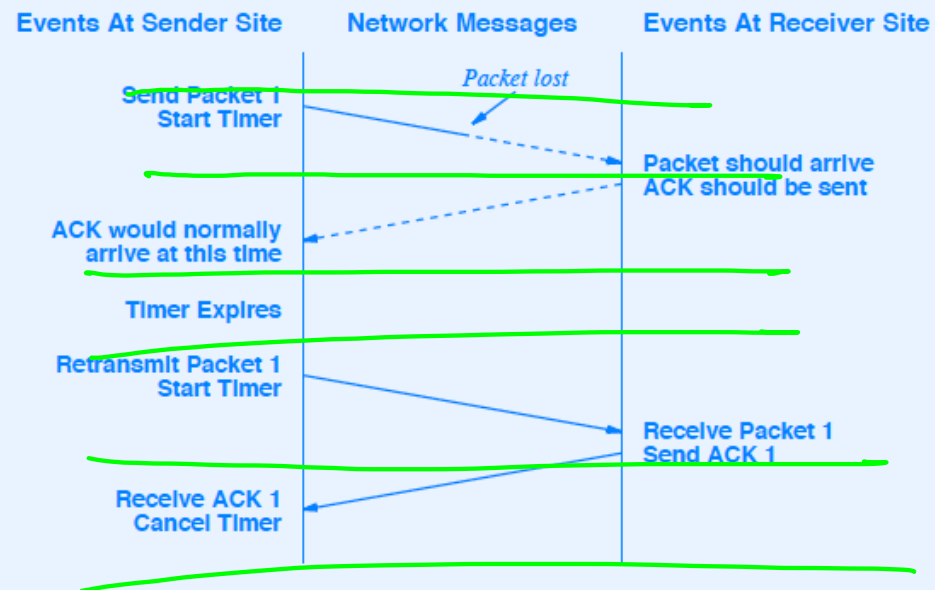 Events At Sender Site
Network Messages
Events At Receiver Site
Packet lost
Send Packet 1
Start Timer
Packet should arrive
ACK should be sent
ACK would normally
arrive at this time
Timer Expires
Retransmit Packet 1
Start Timer
Receive Packet 1
Send ACK 1
Receive ACK 1
Cancel Timer